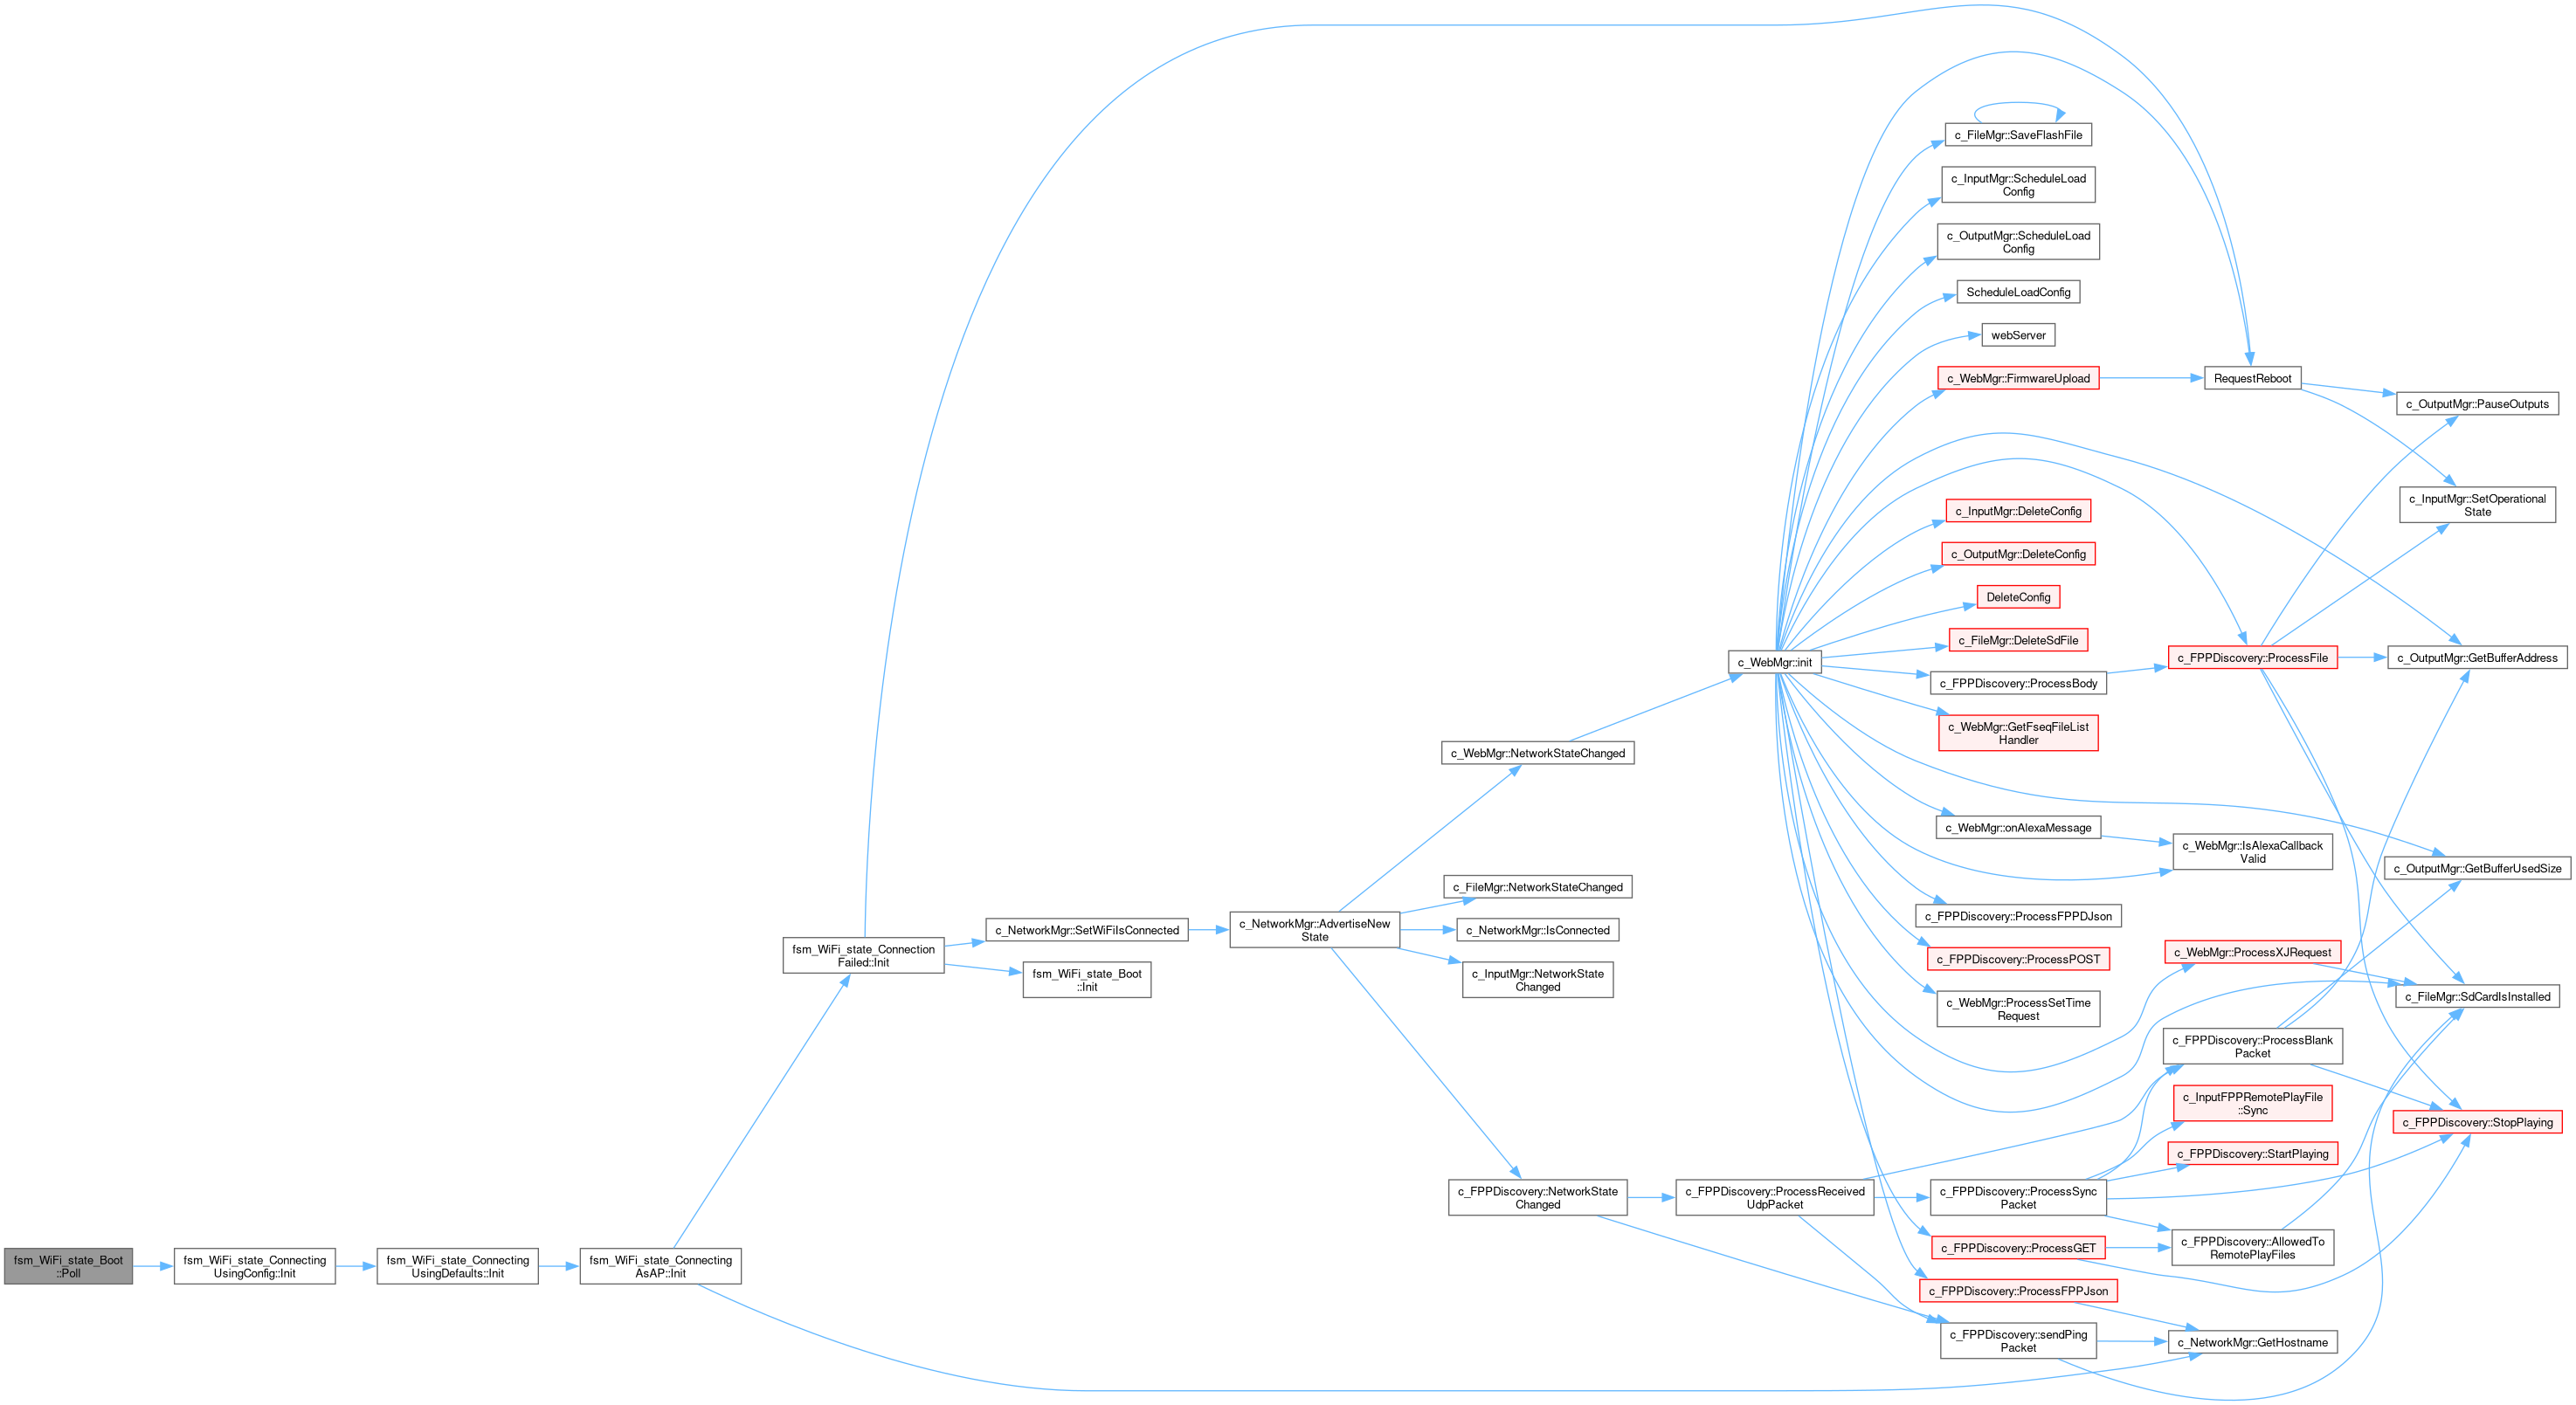 fsm_WiFi_state_Boot
::Poll
fsm_WiFi_state_Connecting
UsingConfig::Init
fsm_WiFi_state_Connecting
UsingDefaults::Init
fsm_WiFi_state_Connecting
AsAP::Init
fsm_WiFi_state_Connection
Failed::Init
c_NetworkMgr::SetWiFiIsConnected
fsm_WiFi_state_Boot
::Init
c_NetworkMgr::AdvertiseNew
State
c_WebMgr::NetworkStateChanged
c_FileMgr::NetworkStateChanged
c_NetworkMgr::IsConnected
c_InputMgr::NetworkState
Changed
c_FPPDiscovery::NetworkState
Changed
c_WebMgr::init
c_FPPDiscovery::ProcessReceived
UdpPacket
c_FileMgr::SaveFlashFile
c_InputMgr::ScheduleLoad
Config
c_OutputMgr::ScheduleLoad
Config
ScheduleLoadConfig
webServer
c_WebMgr::FirmwareUpload
c_InputMgr::DeleteConfig
c_OutputMgr::DeleteConfig
DeleteConfig
c_FileMgr::DeleteSdFile
c_FPPDiscovery::ProcessBody
c_WebMgr::GetFseqFileList
Handler
c_WebMgr::onAlexaMessage
c_FPPDiscovery::ProcessFPPDJson
c_FPPDiscovery::ProcessPOST
c_WebMgr::ProcessSetTime
Request
c_FPPDiscovery::ProcessSync
Packet
c_FPPDiscovery::ProcessGET
c_FPPDiscovery::ProcessFPPJson
c_FPPDiscovery::sendPing
Packet
RequestReboot
c_FPPDiscovery::ProcessFile
c_WebMgr::IsAlexaCallback
Valid
c_WebMgr::ProcessXJRequest
c_FPPDiscovery::ProcessBlank
Packet
c_InputFPPRemotePlayFile
::Sync
c_FPPDiscovery::StartPlaying
c_FPPDiscovery::AllowedTo
RemotePlayFiles
c_NetworkMgr::GetHostname
c_OutputMgr::PauseOutputs
c_InputMgr::SetOperational
State
c_OutputMgr::GetBufferAddress
c_OutputMgr::GetBufferUsedSize
c_FileMgr::SdCardIsInstalled
c_FPPDiscovery::StopPlaying